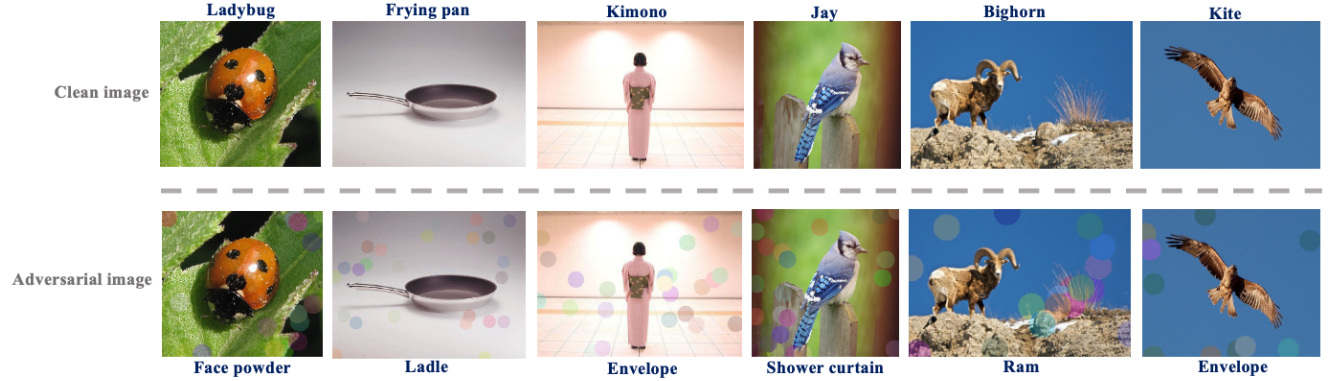 Ladybug
Frying pan
Kimono
Jay
Bighorn
Kite
Clean image
Adversarial image
Face powder
Ladle
Envelope
Shower curtain
Ram
Envelope